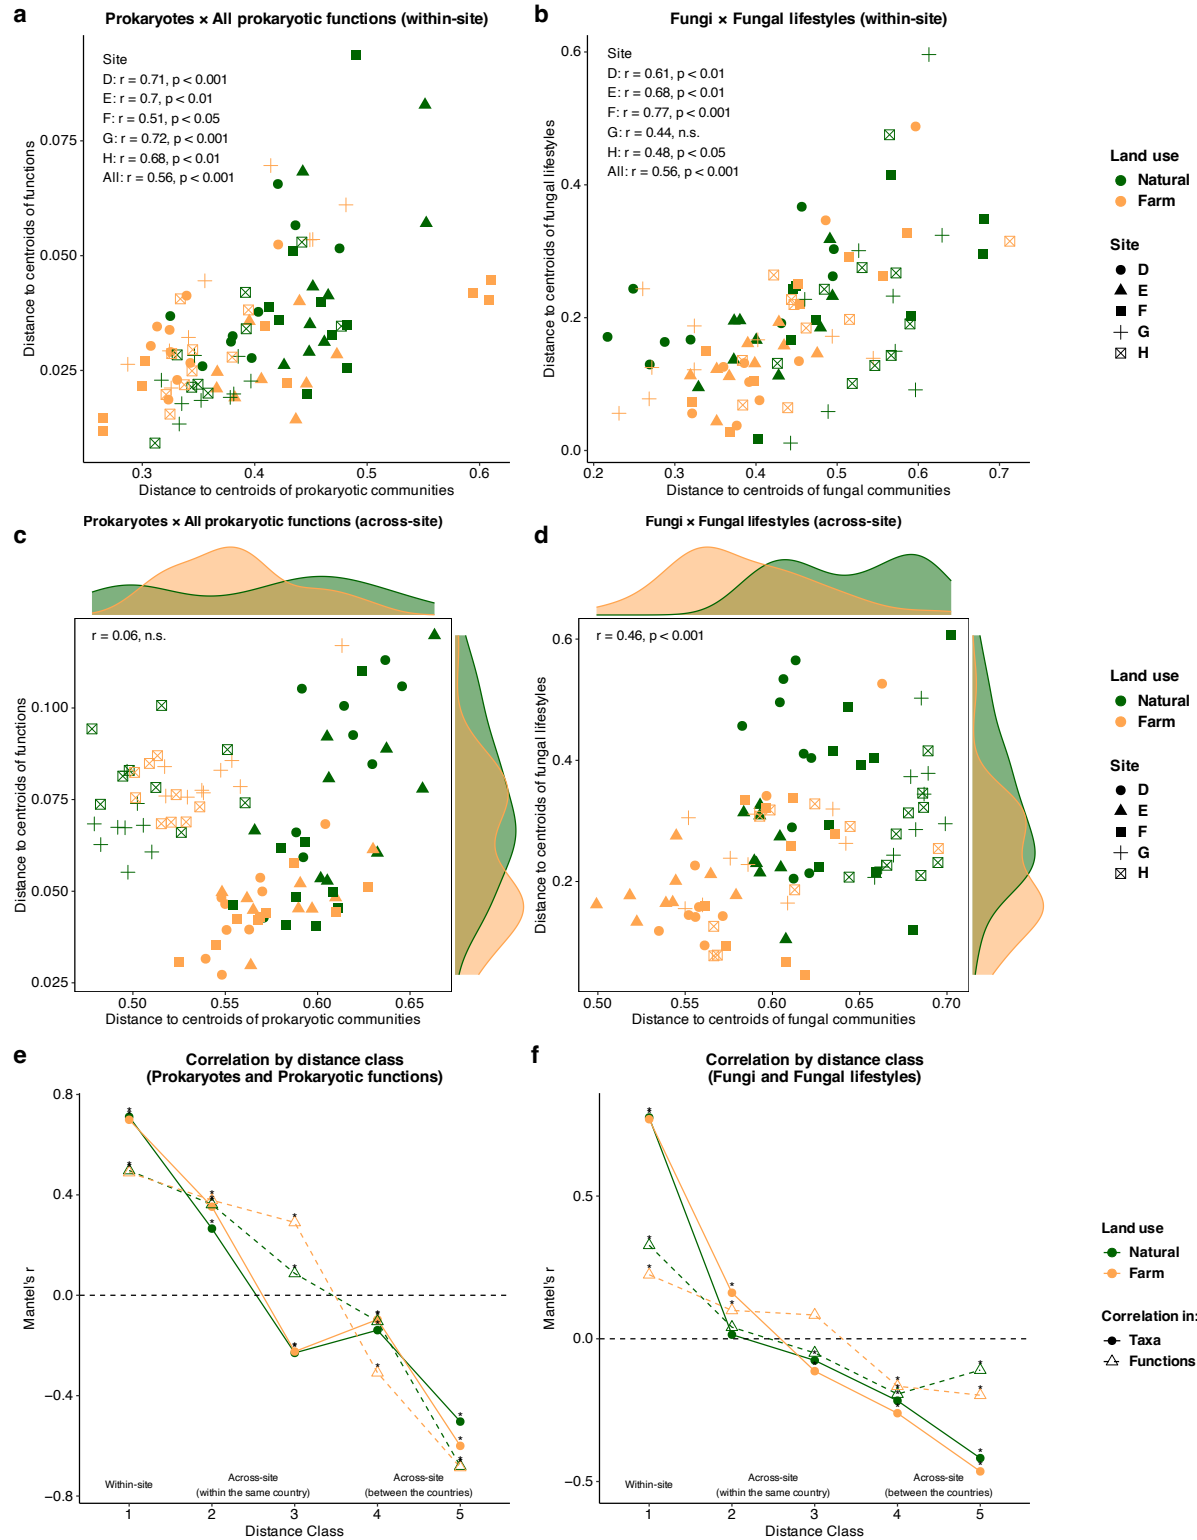 a
Prokaryotes × All prokaryotic functions (within-site)
Site
D: r = 0.71, p < 0.001
E: r = 0.7, p < 0.01
F: r = 0.51, p < 0.05
G: r = 0.72, p < 0.001
H: r = 0.68, p < 0.01
All: r = 0.56, p < 0.001
Distance to centroids of functions
0.075
0.050
0.025
0.3 0.4 0.5 0.6
Distance to centroids of prokaryotic communities
b
Fungi × Fungal lifestyles (within-site)
Site
D: r = 0.61, p < 0.01
E: r = 0.68, p < 0.01
F: r = 0.77, p < 0.001
G: r = 0.44, n.s.
H: r = 0.48, p < 0.05
All: r = 0.56, p < 0.001
Distance to centroids of fungal lifestyles
0.6
0.4
0.2
0.0
0.2 0.3 0.4 0.5 0.6 0.7
Distance to centroids of fungal communities
Land use
Natural
Farm
Site
D
E
F
G
H
c
Prokaryotes × All prokaryotic functions (across-site)
r = 0.06, n.s.
Distance to centroids of functions
0.100
0.075
0.050
0.025
0.50 0.55 0.60 0.65
Distance to centroids of prokaryotic communities
d
Fungi × Fungal lifestyles (across-site)
r = 0.46, p < 0.001
Distance to centroids of fungal lifestyles
0.6
0.4
0.2
0.50 0.55 0.60 0.65 0.70
Distance to centroids of fungal communities
Land use
Natural
Farm
Site
D
E
F
G
H
e
Correlation by distance class
(Prokaryotes and Prokaryotic functions)
Mantel's r
0.8
0.4
0.0
−0.4
−0.8
Within-site
Across-site
(within the same country)
Across-site
(between the countries)
1 2 3 4 5
Distance Class
f
Correlation by distance class
(Fungi and Fungal lifestyles)
Mantel's r
0.5
0.0
−0.5
Within-site
Across-site
(within the same country)
Across-site
(between the countries)
1 2 3 4 5
Distance Class
Land use
Natural
Farm
Correlation in:
Taxa
Functions